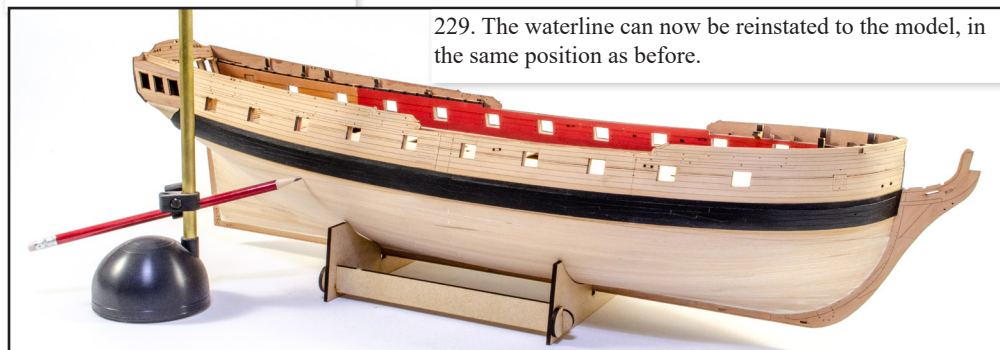 229. The waterline can now be reinstated to the model, in
the same position as before.